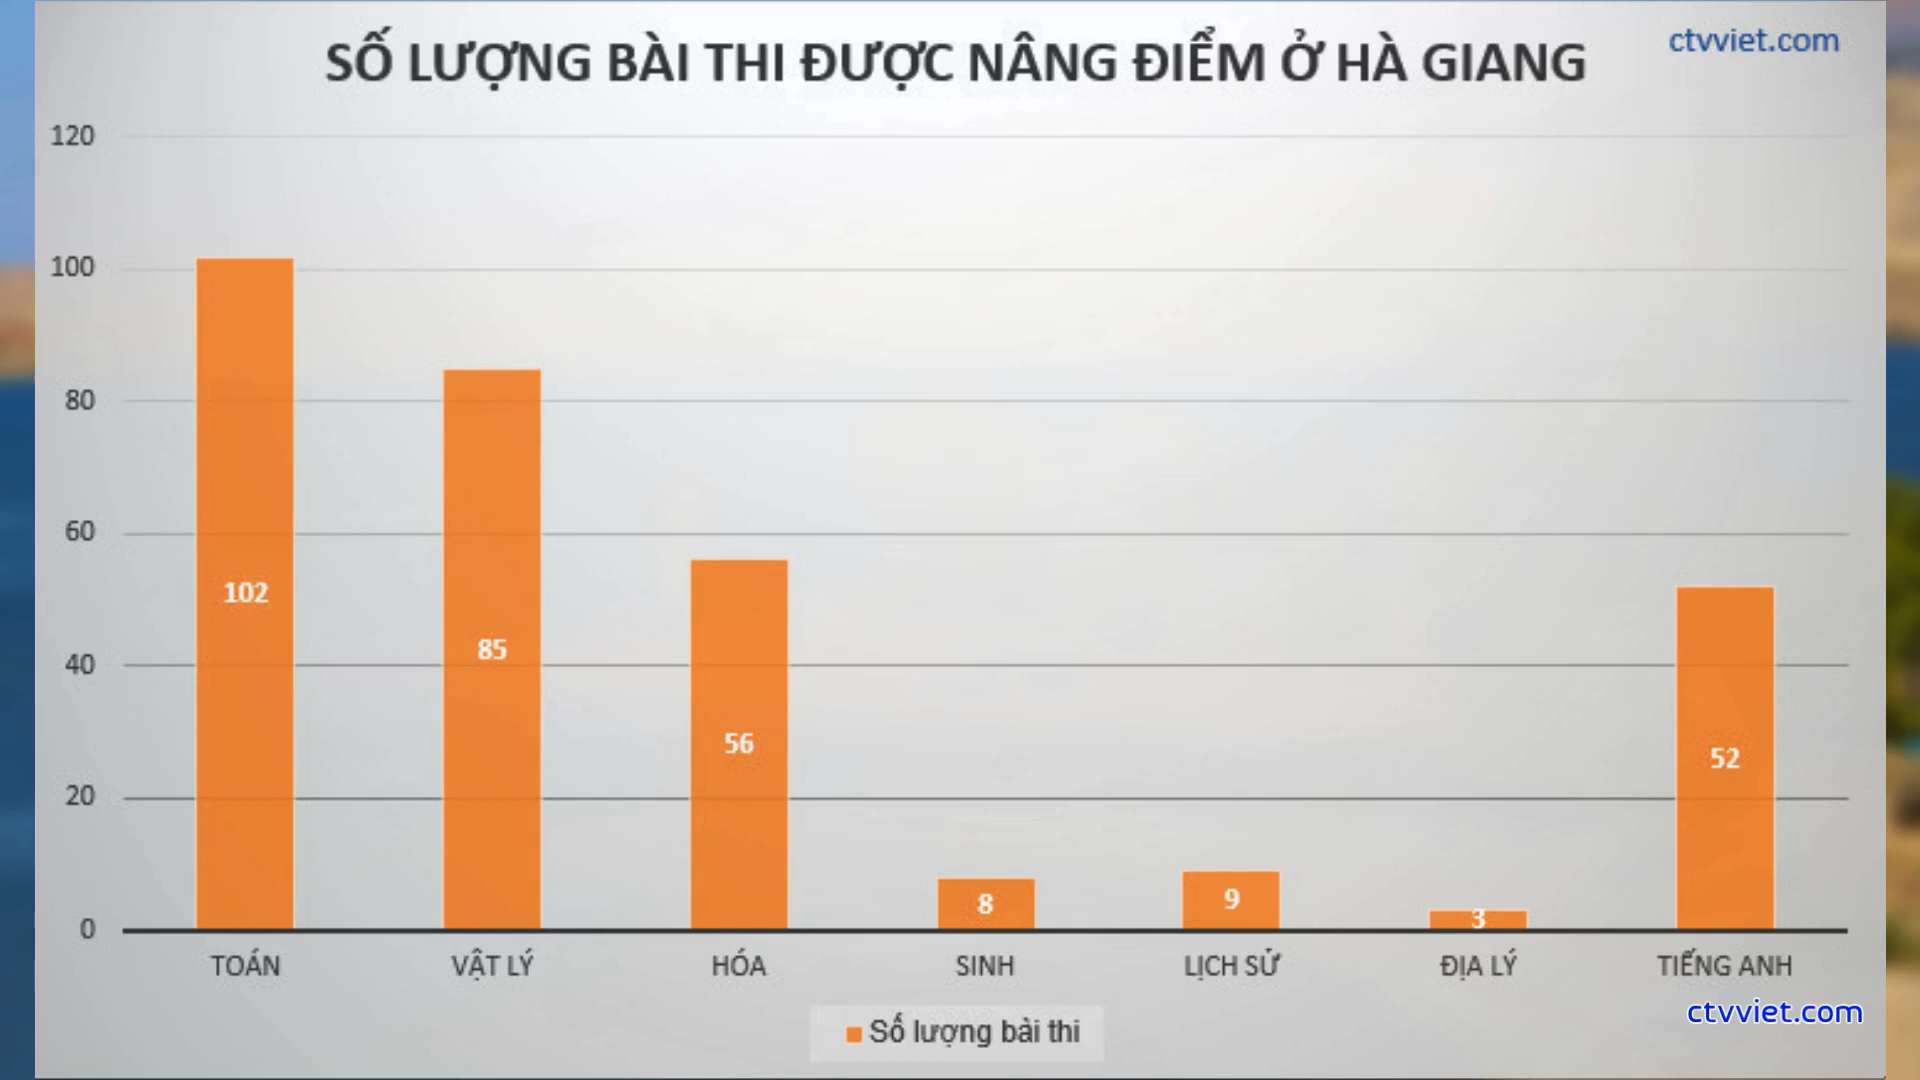 SỐ LƯỢNG BÀI THI ĐƯỢC NÂNG ĐIỂM Ở HÀ GIANG
ctvviet.com
120
100
80
60
40
20
0
102
85
56
8
9
3
52
TOÁN VẬT LÝ HÓA SINH LỊCH SỬ ĐỊA LÝ TIẾNG ANH
Số lượng bài thi
ctvviet.com